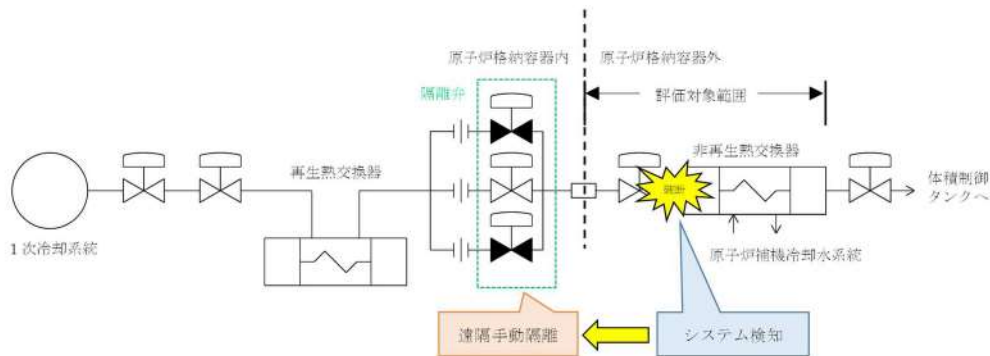 原子炉格納容器内
原子炉格納容器外
隔離弁
評価対象範囲
再生熱交換器
非再生熱交換器
体積制御
タンクへ
1次冷却系統
原子炉補機冷却水系統
遠隔手動隔離
システム検知